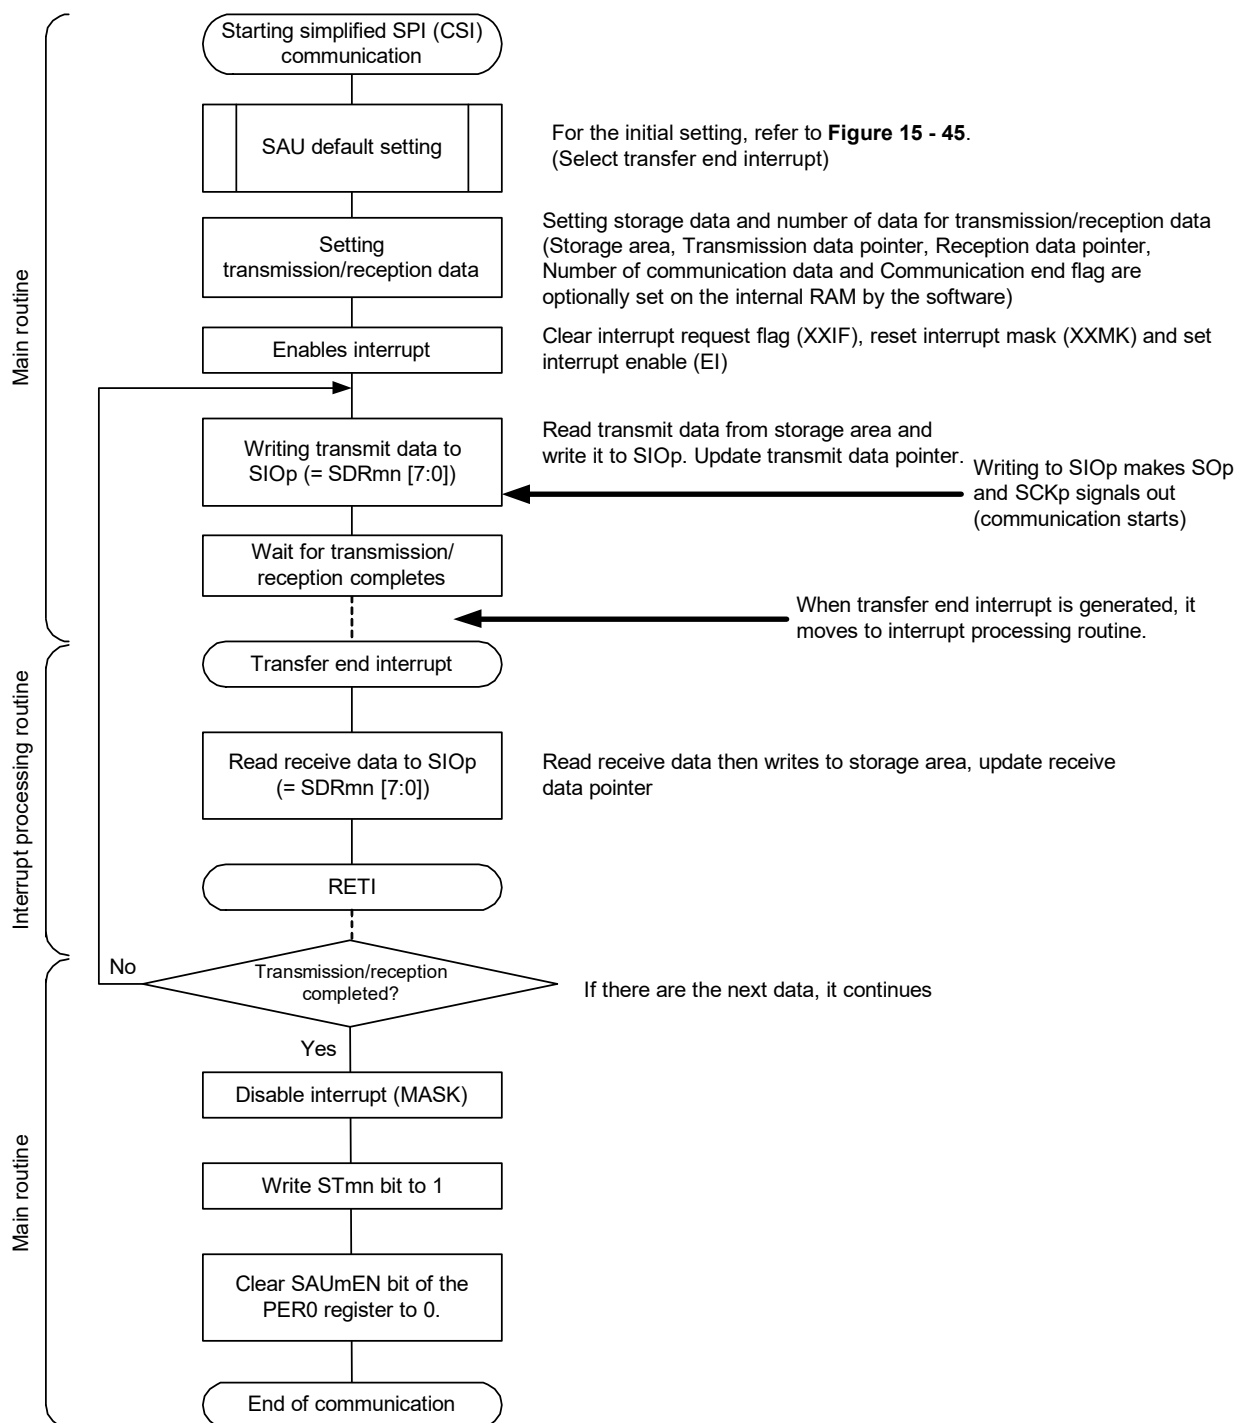 Starting simplified SPI (CSI)
communication
SAU default setting
For the initial setting, refer to Figure 15 - 45.
(Select transfer end interrupt)
Setting
transmission/reception data
Setting storage data and number of data for transmission/reception data
(Storage area, Transmission data pointer, Reception data pointer,
Number of communication data and Communication end flag are
optionally set on the internal RAM by the software)
Main routine
Enables interrupt
Clear interrupt request flag (XXIF), reset interrupt mask (XXMK) and set
interrupt enable (EI)
Writing transmit data to
SIOp (= SDRmn [7:0])
Read transmit data from storage area and
write it to SIOp. Update transmit data pointer.
Writing to SIOp makes SOp
and SCKp signals out
(communication starts)
Wait for transmission/
reception completes
When transfer end interrupt is generated, it
moves to interrupt processing routine.
Transfer end interrupt
Interrupt processing routine
Read receive data to SIOp
(= SDRmn [7:0])
Read receive data then writes to storage area, update receive
data pointer
RETI
No
Transmission/reception
completed?
If there are the next data, it continues
Yes
Main routine
Disable interrupt (MASK)
Write STmn bit to 1
Clear SAUmEN bit of the
PER0 register to 0.
End of communication